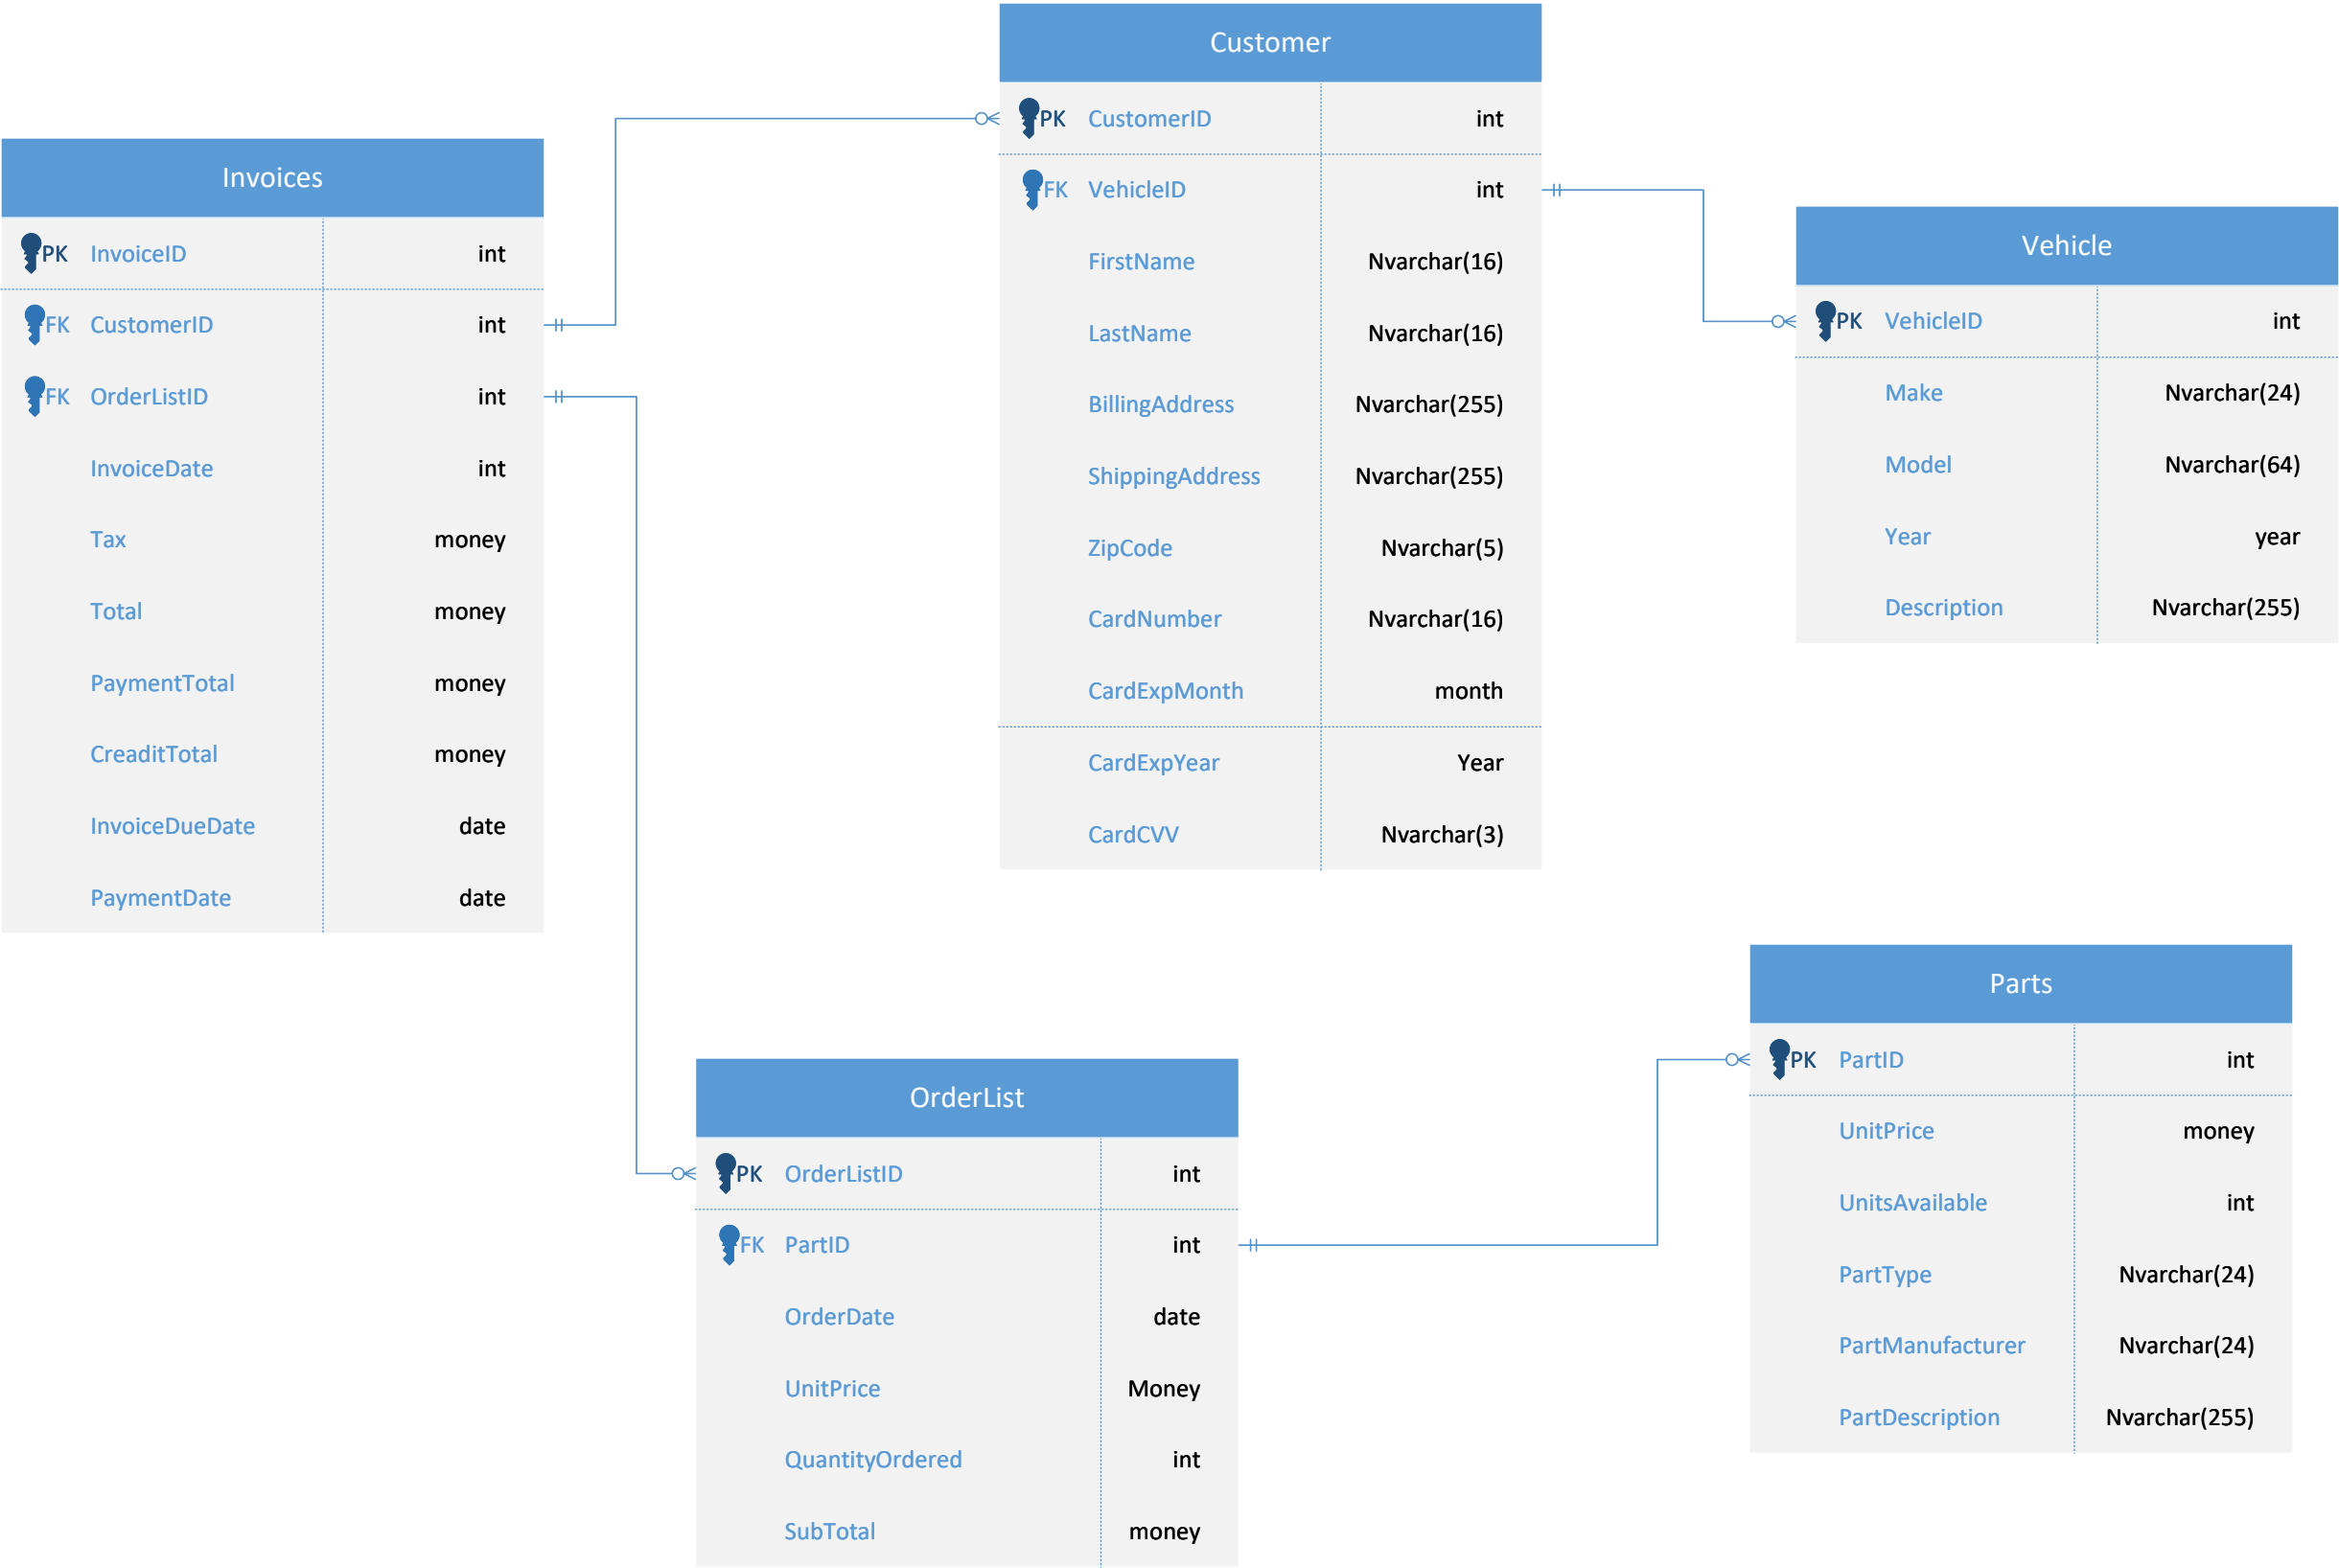 Customer
PK CustomerID int
FK VehicleID int
FirstName Nvarchar(16)
LastName Nvarchar(16)
BillingAddress Nvarchar(255)
ShippingAddress Nvarchar(255)
ZipCode Nvarchar(5)
CardNumber Nvarchar(16)
CardExpMonth month
CardExpYear Year
CardCVV Nvarchar(3)
Invoices
PK InvoiceID int
FK CustomerID int
FK OrderListID int
InvoiceDate int
Tax money
Total money
PaymentTotal money
CreaditTotal money
InvoiceDueDate date
PaymentDate date
Vehicle
PK VehicleID int
Make Nvarchar(24)
Model Nvarchar(64)
Year year
Description Nvarchar(255)
Parts
PK PartID int
UnitPrice money
UnitsAvailable int
PartType Nvarchar(24)
PartManufacturer Nvarchar(24)
PartDescription Nvarchar(255)
OrderList
PK OrderListID int
FK PartID int
OrderDate date
UnitPrice Money
QuantityOrdered int
SubTotal money